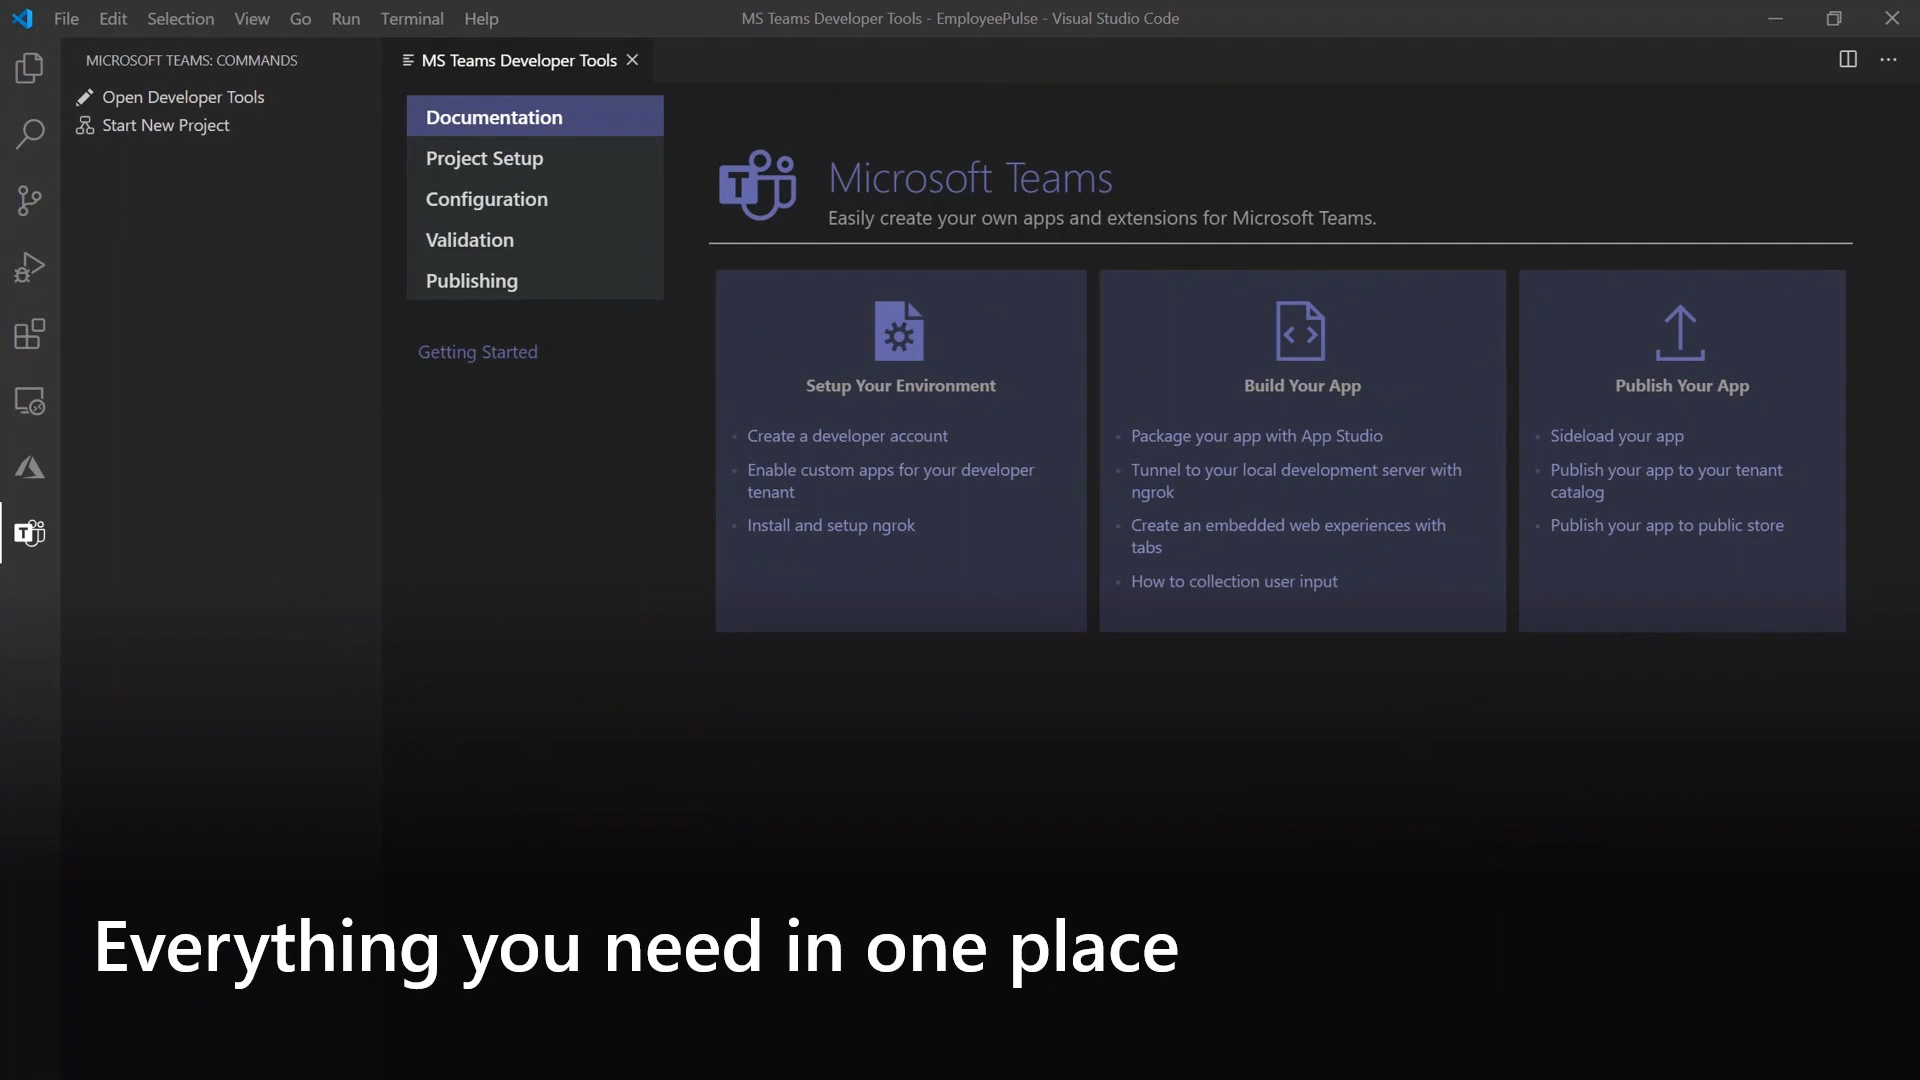 File Edit Selection View Go Run Terminal Help
MS Teams Developer Tools - EmployeePulse - Visual Studio Code
MICROSOFT TEAMS: COMMANDS
Open Developer Tools
Start New Project
MS Teams Developer Tools
Documentation
Project Setup
Configuration
Validation
Publishing
Getting Started
T
Microsoft Teams
Easily create your own apps and extensions for Microsoft Teams.
Setup Your Environment
Create a developer account
Enable custom apps for your developer
tenant
Install and setup ngrok
Build Your App
Package your app with App Studio
Tunnel to your local development server with
ngrok
Create an embedded web experiences with
tabs
How to collection user input
Publish Your App
Sideload your app
Publish your app to your tenant
catalog
Publish your app to public store
T
Everything you need in one place